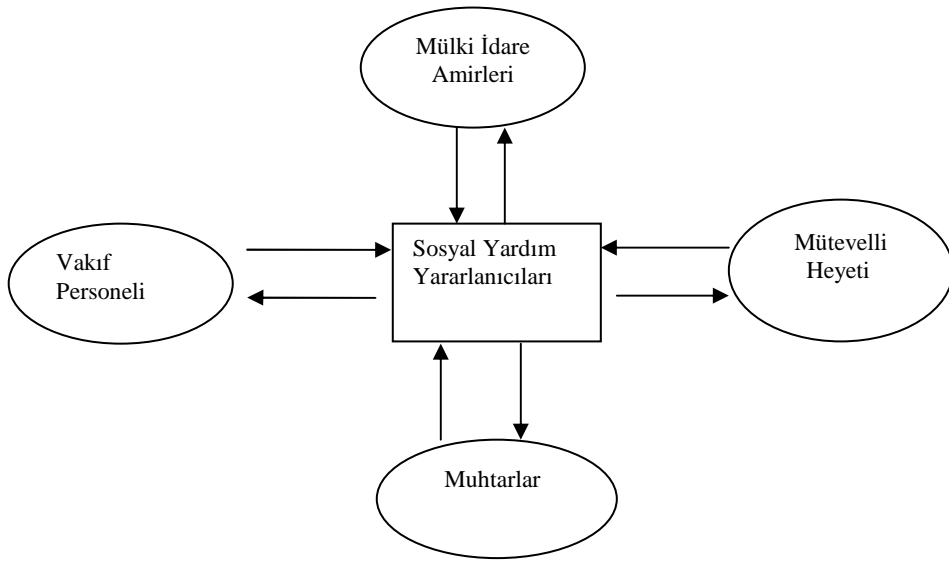 Mülki İdare
Amirleri
Vakıf
Personeli
Sosyal Yardım
Yararlanıcıları
Mütevelli
Heyeti
Muhtarlar